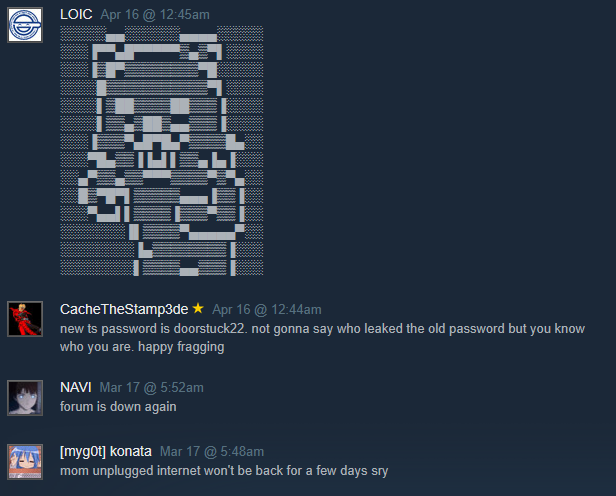 LOIC Apr 16 @ 12:45am
CacheTheStamp3de Apr 16 @ 12:44am
new ts password is doorstuck22. not gonna say who leaked the old password but you know
who you are. happy fragging
NAVI Mar 17 @ 5:52am
forum is down again
[myg0t] konata Mar 17 @ 5:48am
mom unplugged internet won't be back for a few days sry